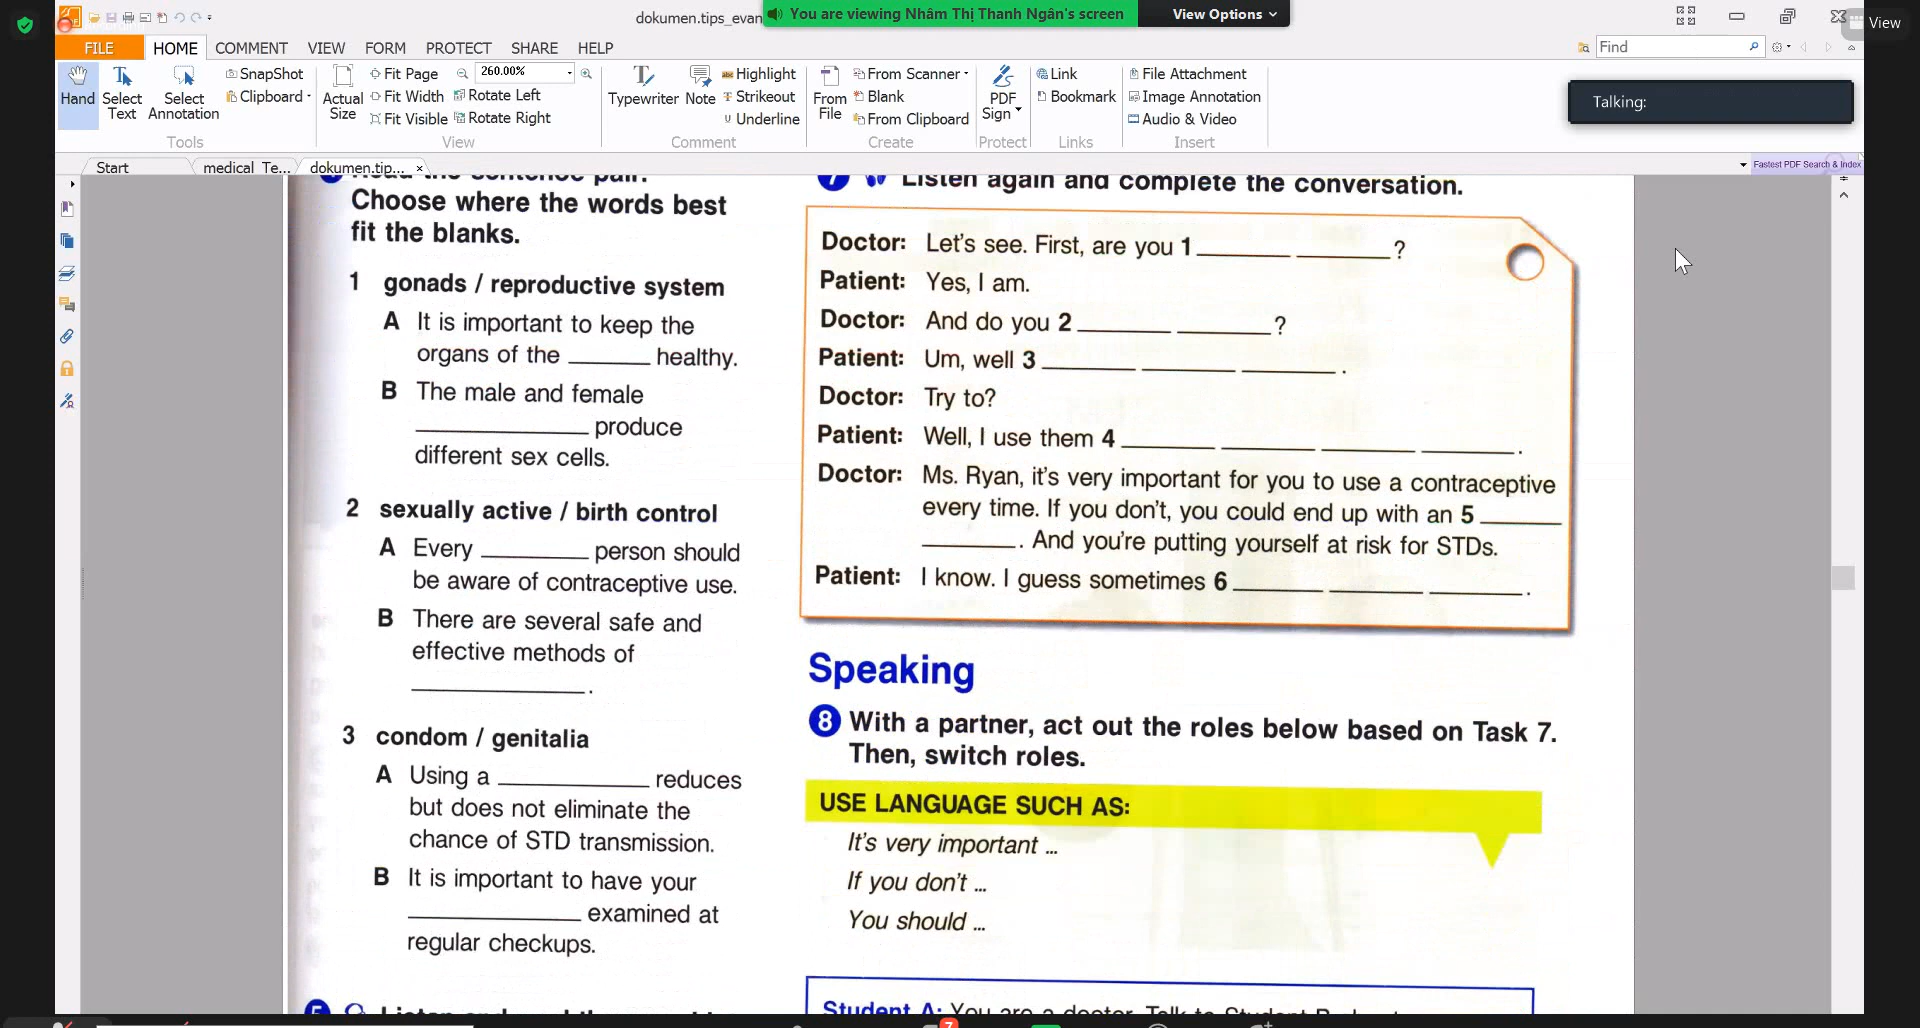 dokumen.tips_evan
You are viewing Nhâm Thị Thanh Ngân's screen
View Options
View
FILE
HOME
COMMENT
VIEW
FORM
PROTECT
SHARE
HELP
Find
Hand
Select Text
Select Annotation
SnapShot
Clipboard
Tools
Actual Size
Fit Page
Fit Width
Fit Visible
260.00%
Rotate Left
Rotate Right
View
Typewriter
Note
Highlight
Strikeout
Underline
Comment
From File
From Scanner
Blank
From Clipboard
Create
PDF Sign
Protect
Link
Bookmark
Links
File Attachment
Image Annotation
Audio & Video
Insert
Talking:
Start
medical_Te...
dokumen.tip...
Fastest PDF Search & Index
Read the sentence pair.
Choose where the words best
fit the blanks.
1 gonads / reproductive system
A It is important to keep the
organs of the ______ healthy.
B The male and female
______ produce
different sex cells.
2 sexually active / birth control
A Every ______ person should
be aware of contraceptive use.
B There are several safe and
effective methods of
______.
3 condom / genitalia
A Using a ______ reduces
but does not eliminate the
chance of STD transmission.
B It is important to have your
______ examined at
regular checkups.
7 Listen again and complete the conversation.
Doctor: Let's see. First, are you 1 ______ ______?
Patient: Yes, I am.
Doctor: And do you 2 ______ ______?
Patient: Um, well 3 ______ ______ ______.
Doctor: Try to?
Patient: Well, I use them 4 ______ ______ ______ ______.
Doctor: Ms. Ryan, it's very important for you to use a contraceptive
every time. If you don't, you could end up with an 5 ______
______. And you're putting yourself at risk for STDs.
Patient: I know. I guess sometimes 6 ______ ______ ______.
Speaking
8 With a partner, act out the roles below based on Task 7.
Then, switch roles.
USE LANGUAGE SUCH AS:
It's very important ...
If you don't ...
You should ...
Student A: You are a doctor. Talk to Student B
7